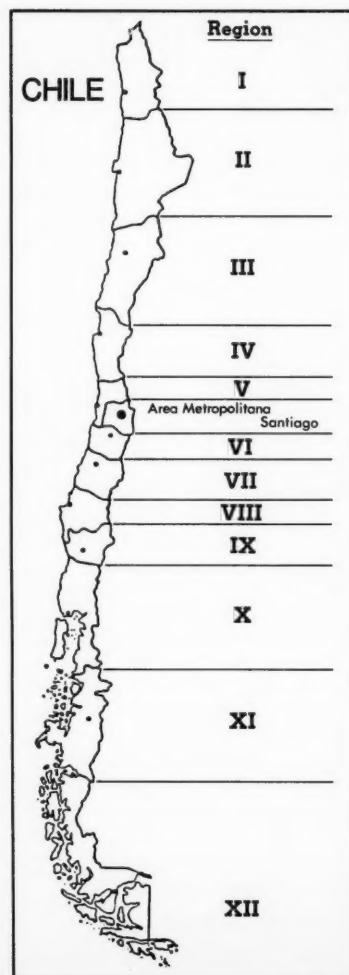 Region
CHILE
I
II
III
IV
V
Area Metropolitana
Santiago
VI
VII
VIII
IX
X
XI
XII